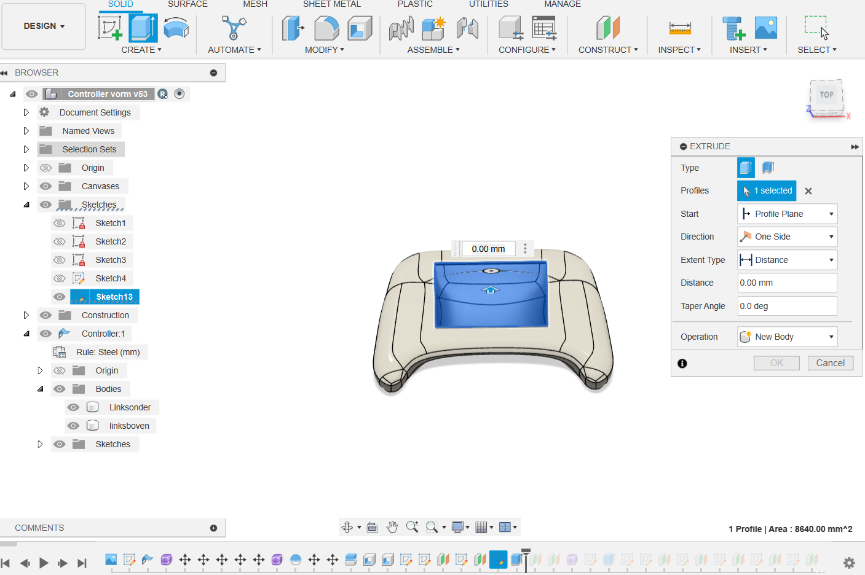 SOLID SURFACE MESH SHEET METAL PLASTIC UTILITIES MANAGE
DESIGN
CREATE AUTOMATE MODIFY ASSEMBLE CONFIGURE CONSTRUCT INSPECT INSERT SELECT
BROWSER
Controller vorm v53
Document Settings
Named Views
Selection Sets
Origin
Canvases
Sketches
Sketch1
Sketch2
Sketch3
Sketch4
Sketch13
Construction
Controller:1
Rule: Steel (mm)
Origin
Bodies
Linksonder
linksboven
Sketches
0.00 mm
TOP
Z
X
EXTRUDE
Type
Profiles 1 selected
Start Profile Plane
Direction One Side
Extent Type Distance
Distance 0.00 mm
Taper Angle 0.0 deg
Operation New Body
OK Cancel
COMMENTS
1 Profile | Area : 8640.00 mm^2